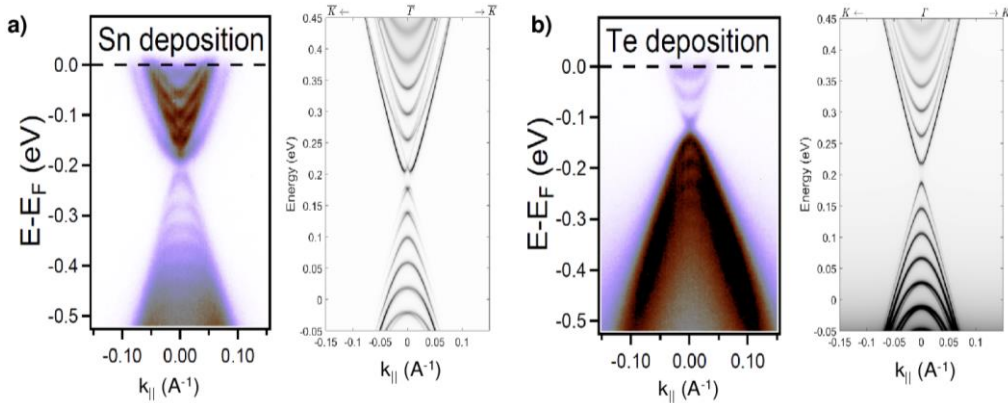 a)
Sn deposition
0.0
-0.1
-0.2
-0.3
-0.4
-0.5
E-E_F (eV)
-0.10 0.00 0.10
k_|| (A⁻¹)
K̅ ← Γ̅ → K̅
0.45
0.4
0.35
0.3
0.25
0.2
0.15
0.1
0.05
0
-0.05
Energy (eV)
-0.15 -0.1 -0.05 0 0.05 0.1
k_|| (A⁻¹)
b)
Te deposition
0.0
-0.1
-0.2
-0.3
-0.4
-0.5
E-E_F (eV)
-0.10 0.00 0.10
k_|| (A⁻¹)
K ← Γ → K
0.45
0.4
0.35
0.3
0.25
0.2
0.15
0.1
0.05
0
-0.05
Energy (eV)
-0.15 -0.1 -0.05 0 0.05 0.1
k_|| (A⁻¹)